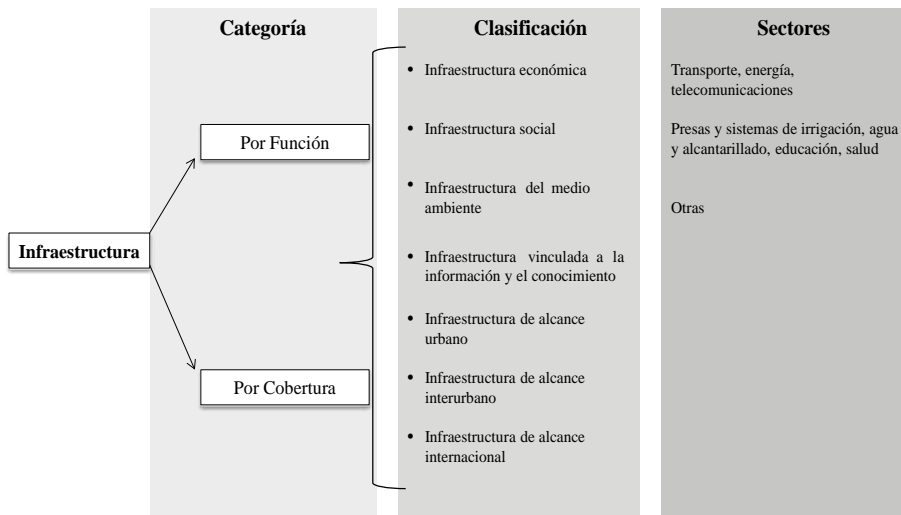 Categoría
Clasificación
Sectores
Infraestructura
Por Función
Por Cobertura
• Infraestructura económica
• Infraestructura social
• Infraestructura del medio
ambiente
• Infraestructura vinculada a la
información y el conocimiento
• Infraestructura de alcance
urbano
• Infraestructura de alcance
interurbano
• Infraestructura de alcance
internacional
Transporte, energía,
telecomunicaciones
Presas y sistemas de irrigación, agua
y alcantarillado, educación, salud
Otras